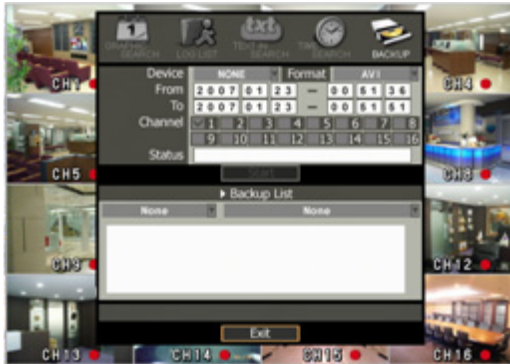 1
txt
GRAPHIC SEARCH LOG LIST TEXT-IN SEARCH TIME SEARCH BACKUP
Device NONE Format AVI
From 2007 01 23 — 00 51 36
To 2007 01 23 — 00 51 51
Channel 1 2 3 4 5 6 7 8
9 10 11 12 13 14 15 16
Status
Start
Backup List
None None
Exit
CH1
CH4
CH5
CH8
CH9
CH12
CH13 CH14 CH15 CH16